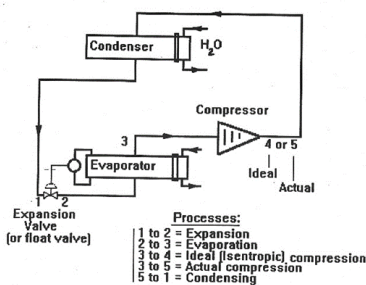 Condenser
H₂O
Compressor
3
4 or 5
Evaporator
Ideal
Actual
1 2
Expansion
Valve
(or float valve)
Processes:
1 to 2 = Expansion
2 to 3 = Evaporation
3 to 4 = Ideal (Isentropic) compression
3 to 5 = Actual compression
5 to 1 = Condensing